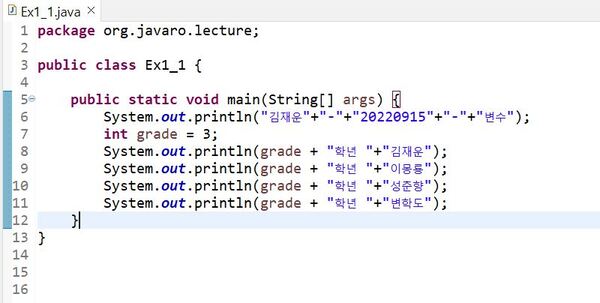 Ex1_1.java
1 package org.javaro.lecture;
2
3 public class Ex1_1 {
4
5 public static void main(String[] args) {
6 System.out.println("김재운"+"-"+"20220915"+"-"+"변수");
7 int grade = 3;
8 System.out.println(grade + "학년 "+"김재운");
9 System.out.println(grade + "학년 "+"이몽룡");
10 System.out.println(grade + "학년 "+"성준향");
11 System.out.println(grade + "학년 "+"변학도");
12 }
13 }
14
15
16